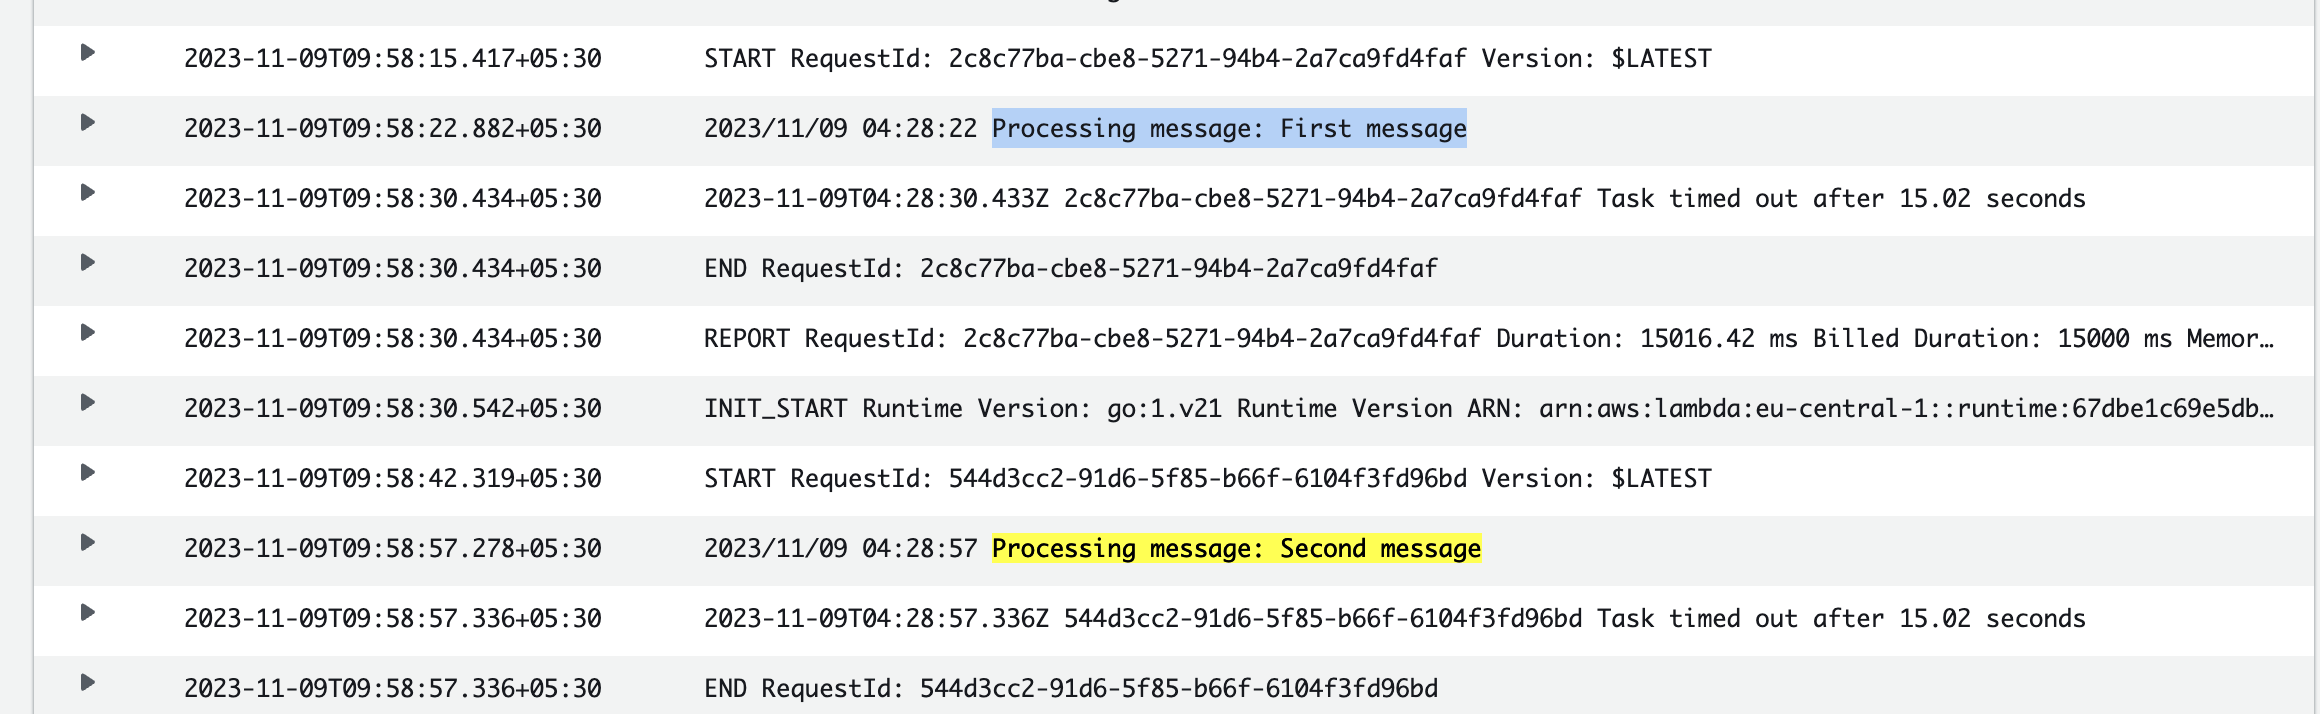 2023-11-09T09:58:15.417+05:30 START RequestId: 2c8c77ba-cbe8-5271-94b4-2a7ca9fd4faf Version: $LATEST
2023-11-09T09:58:22.882+05:30 2023/11/09 04:28:22 Processing message: First message
2023-11-09T09:58:30.434+05:30 2023-11-09T04:28:30.433Z 2c8c77ba-cbe8-5271-94b4-2a7ca9fd4faf Task timed out after 15.02 seconds
2023-11-09T09:58:30.434+05:30 END RequestId: 2c8c77ba-cbe8-5271-94b4-2a7ca9fd4faf
2023-11-09T09:58:30.434+05:30 REPORT RequestId: 2c8c77ba-cbe8-5271-94b4-2a7ca9fd4faf Duration: 15016.42 ms Billed Duration: 15000 ms Memor…
2023-11-09T09:58:30.542+05:30 INIT_START Runtime Version: go:1.v21 Runtime Version ARN: arn:aws:lambda:eu-central-1::runtime:67dbe1c69e5db…
2023-11-09T09:58:42.319+05:30 START RequestId: 544d3cc2-91d6-5f85-b66f-6104f3fd96bd Version: $LATEST
2023-11-09T09:58:57.278+05:30 2023/11/09 04:28:57 Processing message: Second message
2023-11-09T09:58:57.336+05:30 2023-11-09T04:28:57.336Z 544d3cc2-91d6-5f85-b66f-6104f3fd96bd Task timed out after 15.02 seconds
2023-11-09T09:58:57.336+05:30 END RequestId: 544d3cc2-91d6-5f85-b66f-6104f3fd96bd